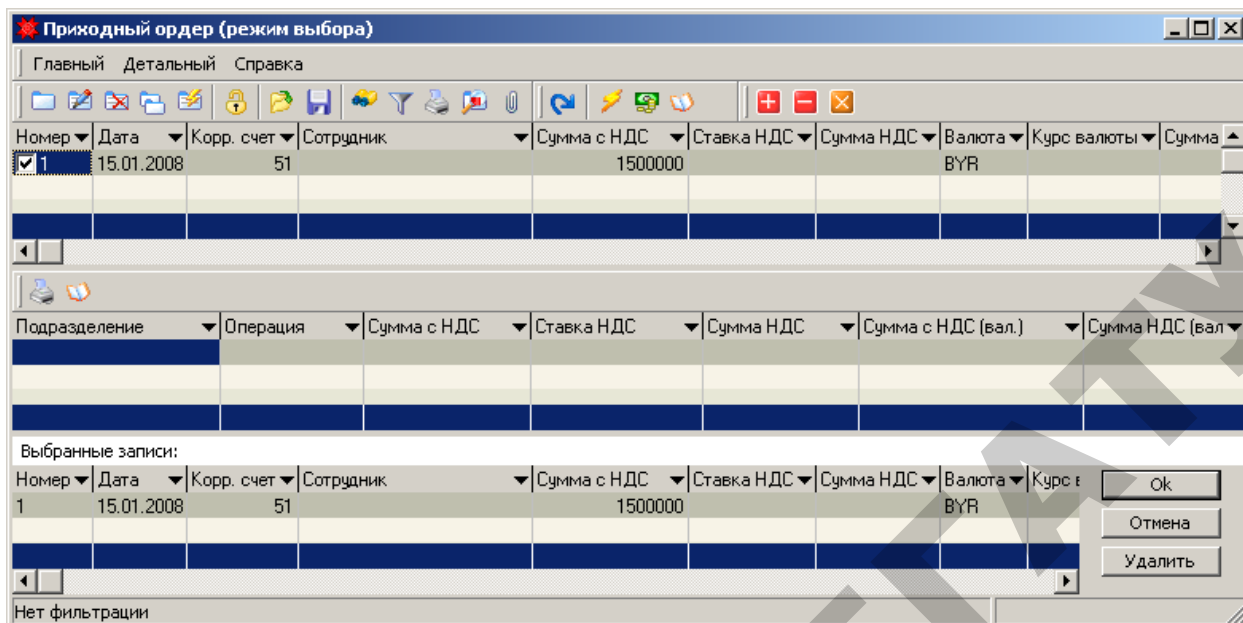 Приходный ордер (режим выбора)
Главный Детальный Справка
Номер Дата Корр. счет Сотрудник Сумма с НДС Ставка НДС Сумма НДС Валюта Курс валюты Сумма
1 15.01.2008 51 1500000 BYR
Подразделение Операция Сумма с НДС Ставка НДС Сумма НДС Сумма с НДС (вал.) Сумма НДС (вал
Выбранные записи:
Номер Дата Корр. счет Сотрудник Сумма с НДС Ставка НДС Сумма НДС Валюта Курс в
1 15.01.2008 51 1500000 BYR
Ok
Отмена
Удалить
Нет фильтрации